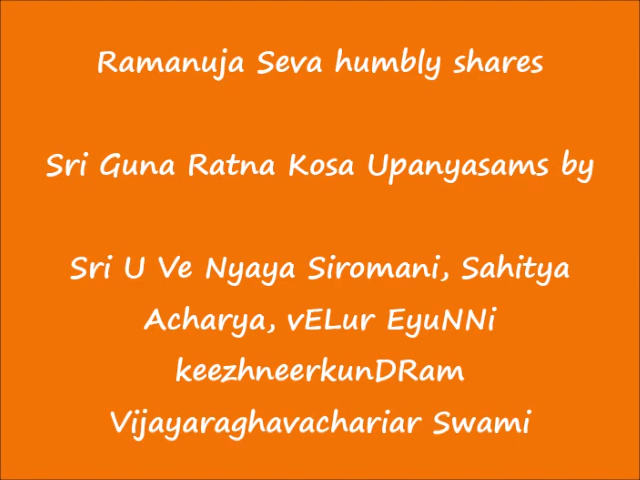 Ramanuja Seva humbly shares
Sri Guna Ratna Kosa Upanyasams by
Sri U Ve Nyaya Siromani, Sahitya
Acharya, vELur EyuNNi
keezhneerkunDRam
Vijayaraghavachariar Swami